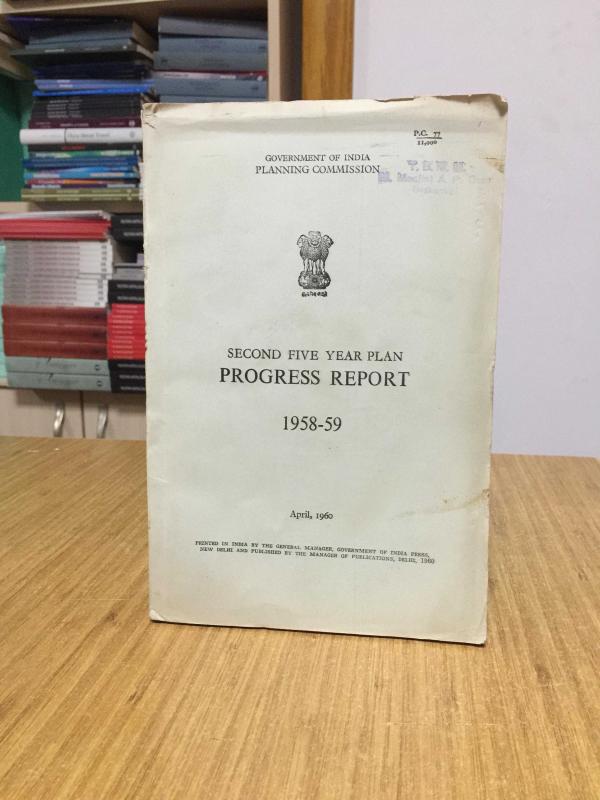 P.C. 77
11,000
GOVERNMENT OF INDIA
PLANNING COMMISSION
SECOND FIVE YEAR PLAN
PROGRESS REPORT
1958-59
April, 1960
PRINTED IN INDIA BY THE GENERAL MANAGER, GOVERNMENT OF INDIA PRESS,
NEW DELHI AND PUBLISHED BY THE MANAGER OF PUBLICATIONS, DELHI, 1960